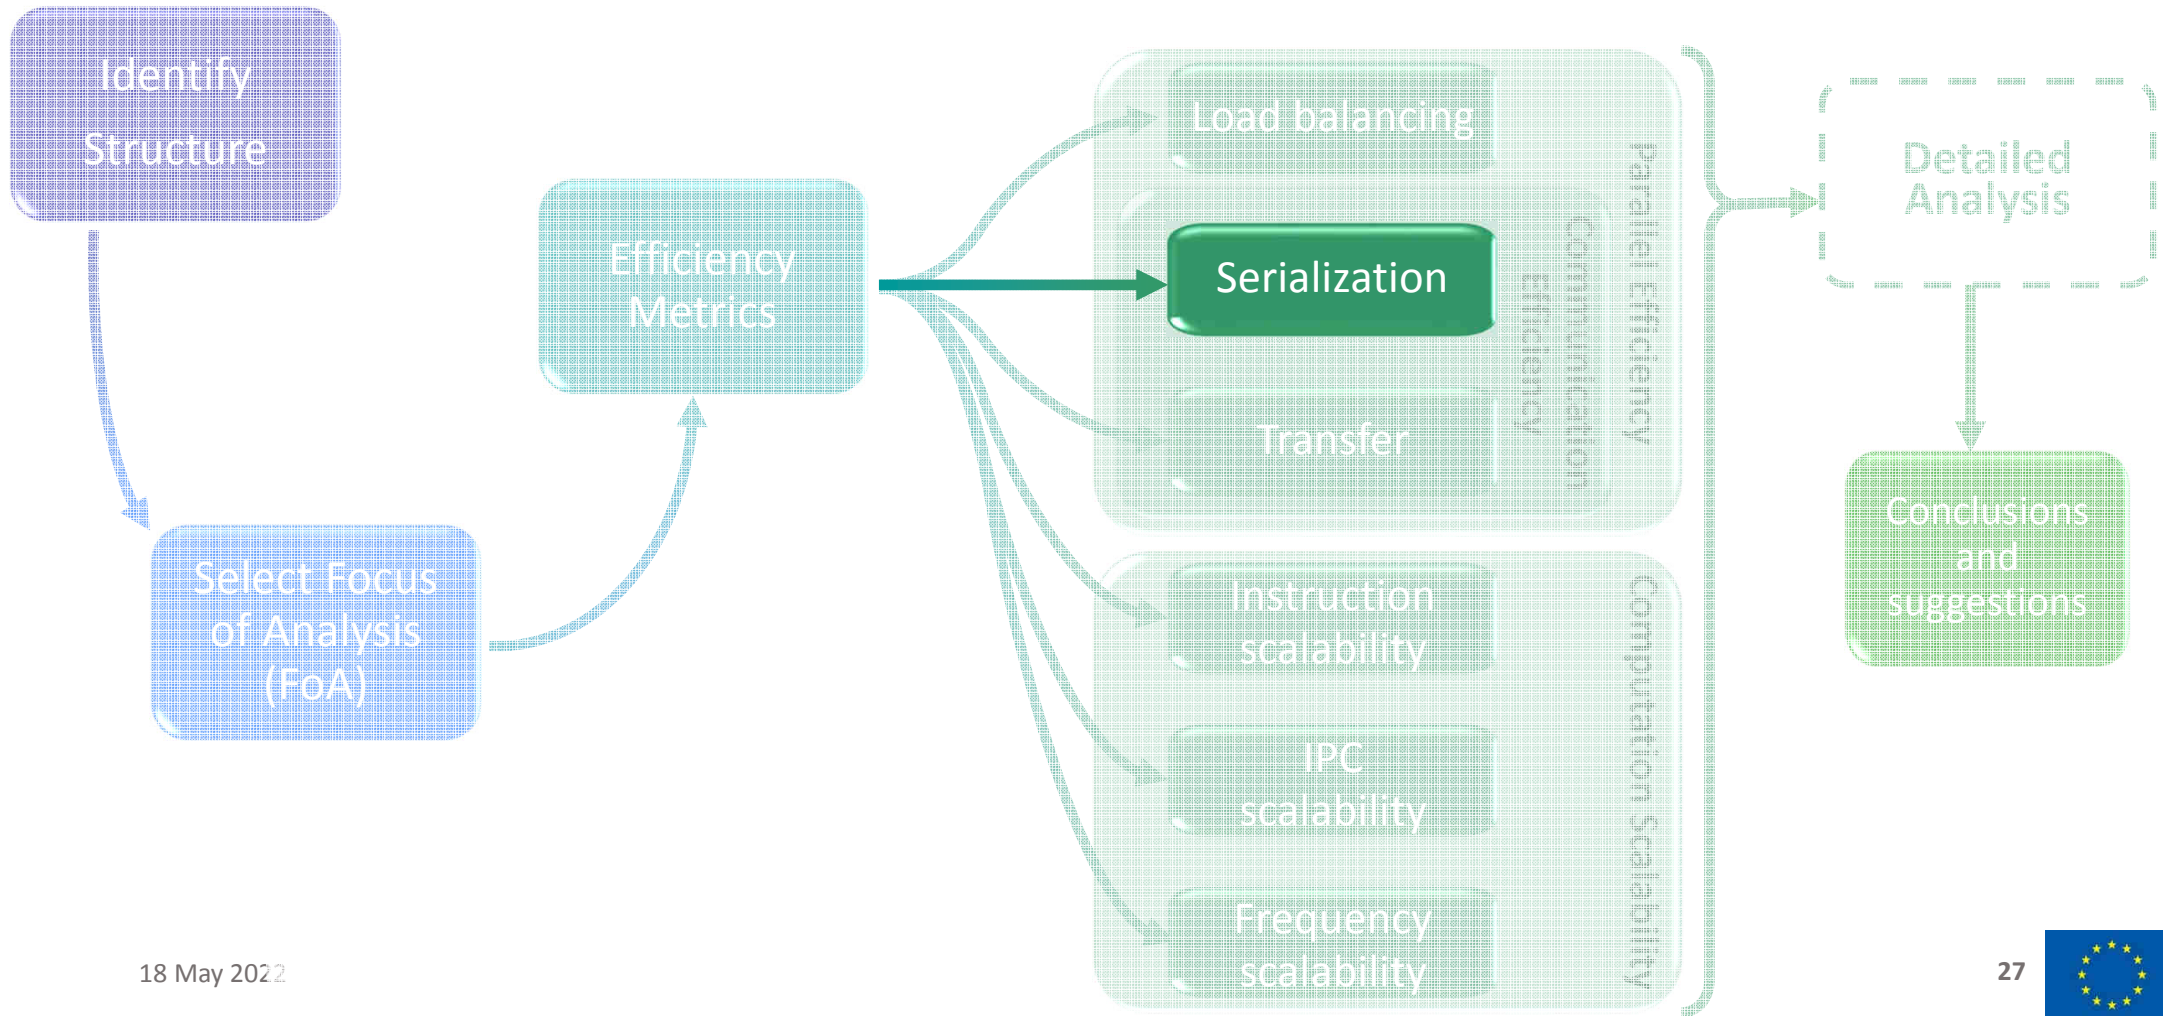 Identify
Structure
Select Focus
of Analysis
(FoA)
Efficiency
Metrics
Load balancing
Serialization
Transfer
Communication
Efficiency
Parallel Efficiency
Instruction
scalability
IPC
scalability
Frequency
scalability
Computation Scalability
Detailed
Analysis
Conclusions
and
suggestions
18 May 2022
27